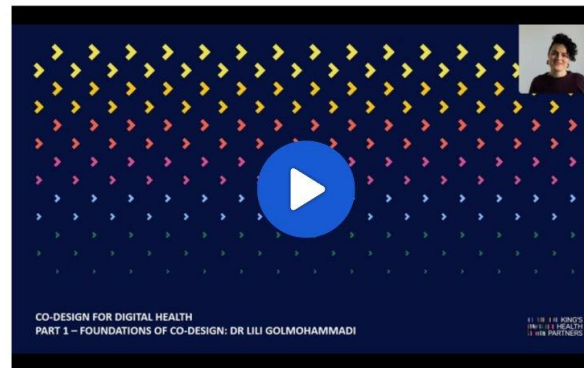 CO-DESIGN FOR DIGITAL HEALTH
PART 1 – FOUNDATIONS OF CO-DESIGN: DR LILI GOLMOHAMMADI
KING'S
HEALTH
PARTNERS